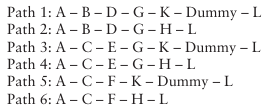 Path 1: A – B – D – G – K – Dummy – L
Path 2: A – B – D – G – H – L
Path 3: A – C – E – G – K – Dummy – L
Path 4: A – C – E – G – H – L
Path 5: A – C – F – K – Dummy – L
Path 6: A – C – F – H – L